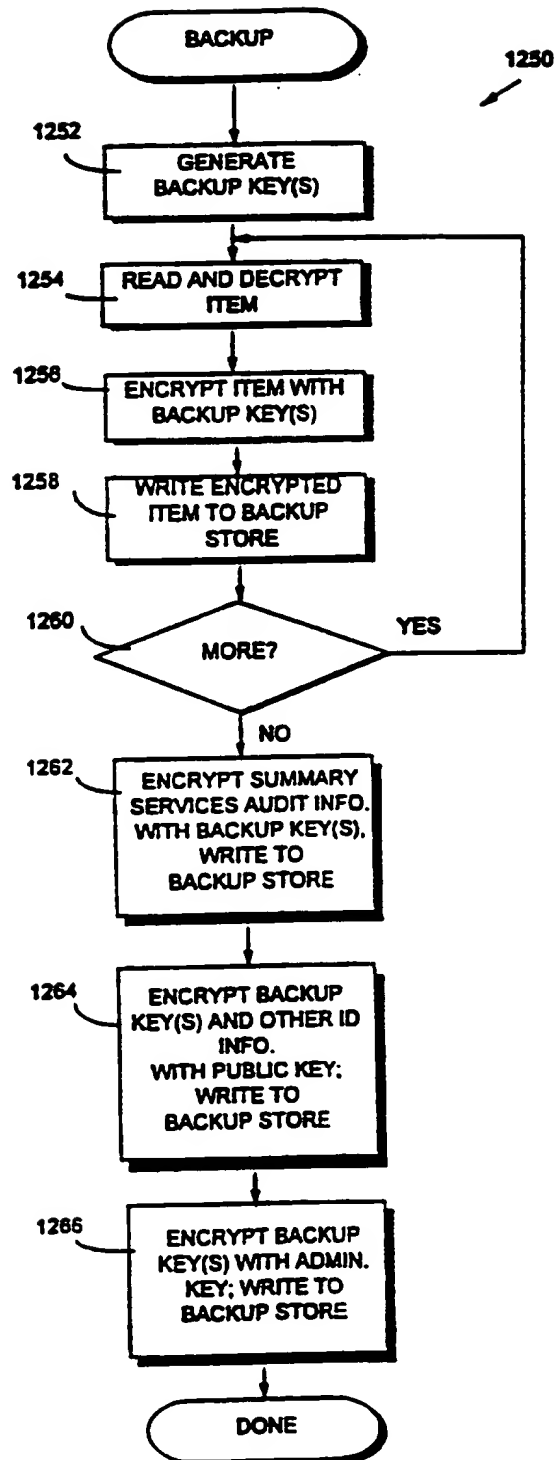 BACKUP
1250
1252
GENERATE
BACKUP KEY(S)
1254
READ AND DECRYPT
ITEM
1256
ENCRYPT ITEM WITH
BACKUP KEY(S)
1258
WRITE ENCRYPTED
ITEM TO BACKUP
STORE
1260
MORE?
YES
NO
1262
ENCRYPT SUMMARY
SERVICES AUDIT INFO.
WITH BACKUP KEY(S),
WRITE TO
BACKUP STORE
1264
ENCRYPT BACKUP
KEY(S) AND OTHER ID
INFO.
WITH PUBLIC KEY;
WRITE TO
BACKUP STORE
1266
ENCRYPT BACKUP
KEY(S) WITH ADMIN.
KEY; WRITE TO
BACKUP STORE
DONE